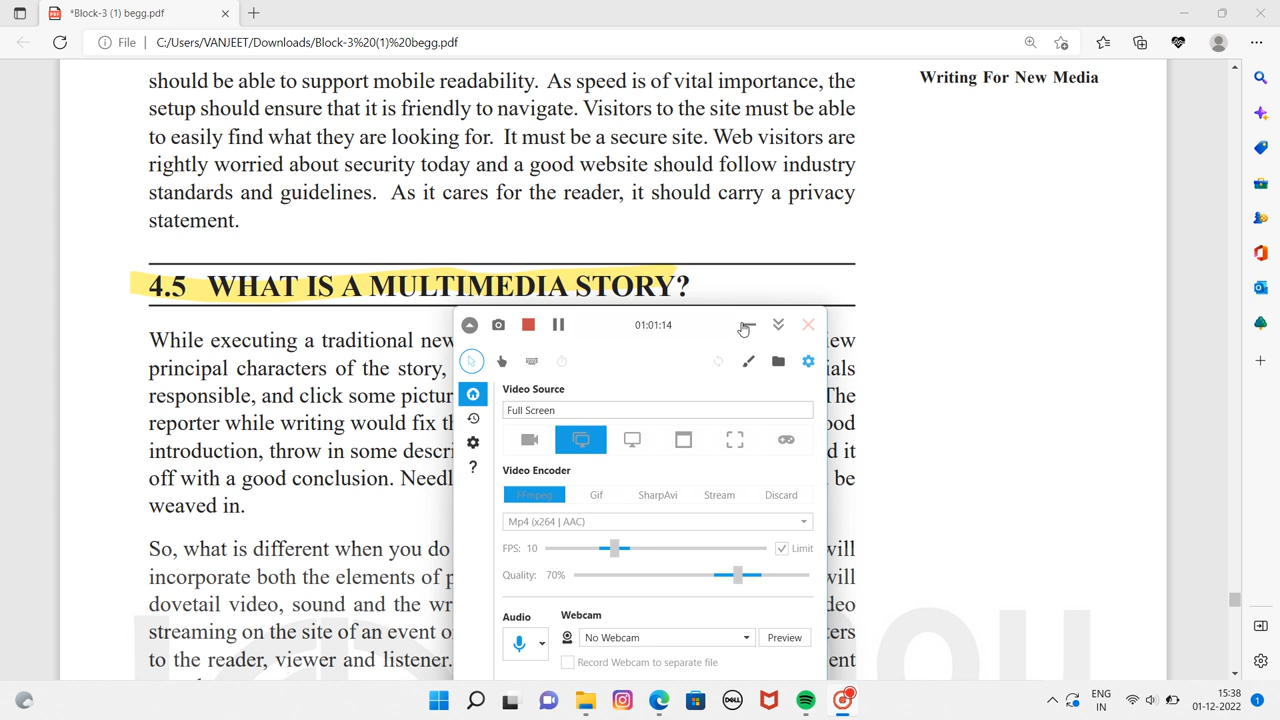 *Block-3 (1) begg.pdf
File
C:/Users/VANJEET/Downloads/Block-3%20(1)%20begg.pdf
should be able to support mobile readability. As speed is of vital importance, the
Writing For New Media
setup should ensure that it is friendly to navigate. Visitors to the site must be able
to easily find what they are looking for. It must be a secure site. Web visitors are
rightly worried about security today and a good website should follow industry
standards and guidelines. As it cares for the reader, it should carry a privacy
statement.
4.5 WHAT IS A MULTIMEDIA STORY?
While executing a traditional
principal characters of the story,
responsible, and click some
The
reporter while writing would fix
introduction, throw in some
it
off with a good conclusion.
be
weaved in.
So, what is different when you do
will
incorporate both the elements of
will
dovetail video, sound and the
streaming on the site of an event
to the reader, viewer and listener.
01:01:14
Video Source
Full Screen
Video Encoder
FFmpeg
Gif
SharpAvi
Stream
Discard
Mp4 (x264 | AAC)
FPS: 10
Limit
Quality: 70%
Audio
Webcam
No Webcam
Preview
Record Webcam to separate file
?
you
DELL
ENG
IN
15:38
01-12-2022
1